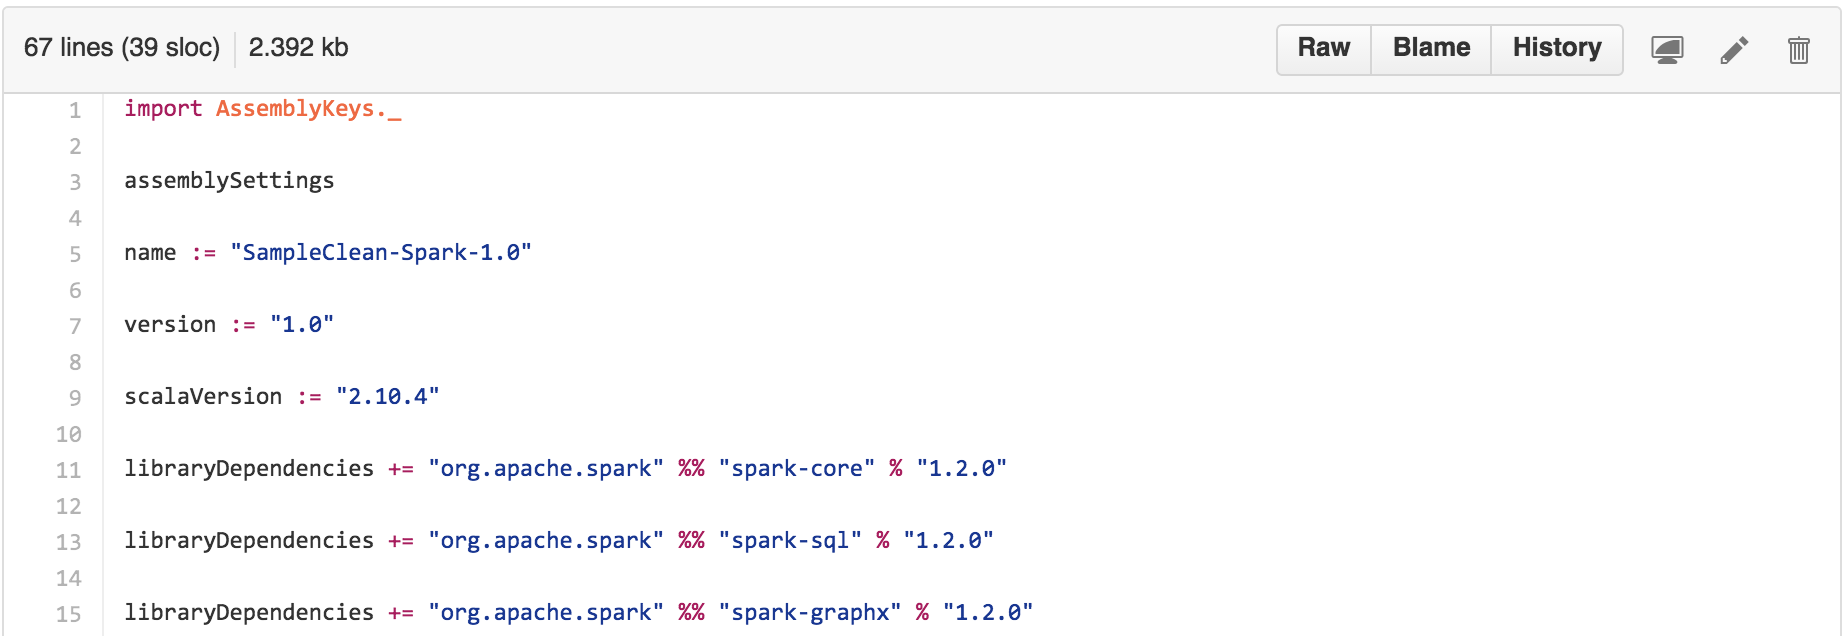 67 lines (39 sloc) 2.392 kb Raw Blame History
1 import AssemblyKeys._
2
3 assemblySettings
4
5 name := "SampleClean-Spark-1.0"
6
7 version := "1.0"
8
9 scalaVersion := "2.10.4"
10
11 libraryDependencies += "org.apache.spark" %% "spark-core" % "1.2.0"
12
13 libraryDependencies += "org.apache.spark" %% "spark-sql" % "1.2.0"
14
15 libraryDependencies += "org.apache.spark" %% "spark-graphx" % "1.2.0"